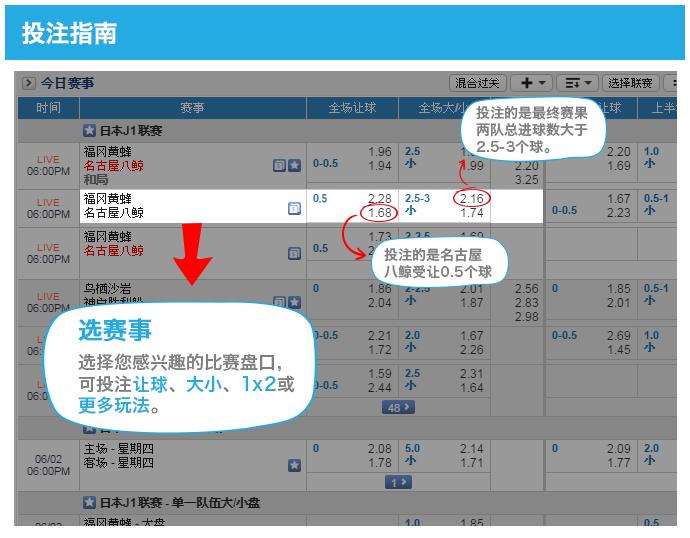 投注指南
今日赛事
混合过关
选择联赛
时间 赛事 全场让球 全场大/小 让球 上半
日本J1联赛
投注的是最终赛果
两队总进球数大于
2.5-3个球。
LIVE
06:00PM
福冈黄蜂
名古屋八鲸
和局
0-0.5 1.96
1.94
2.5
小 1.99
2.20
3.25
2.20
1.69
1.0
小
LIVE
06:00PM
福冈黄蜂
名古屋八鲸
0.5 2.28
1.68
2.5-3 2.16
小 1.74
0-0.5 1.67
2.23
0.5-1
小
LIVE
06:00PM
福冈黄蜂
名古屋八鲸
0.5 1.73
投注的是名古屋
八鲸受让0.5个球
LIVE
鸟栖沙岩
0 1.86
2.04
2-2.5 2.01
小 1.87
2.56
2.83
2.98
0 1.85
2.01
0.5-1
小
选赛事
选择您感兴趣的比赛盘口,
可投注让球、大小、1x2或
更多玩法。
0-0.5 2.21
1.72
2.0 1.67
小 2.26
0-0.5 2.69
1.45
1.0
小
06:00PM
0-0.5 1.59
2.44
2.5 2.31
小 1.64
48
06/02
06:00PM
主场 - 星期四
客场 - 星期四
0 2.08
1.78
5.0 2.14
小 1.71
0 2.09
1.77
2.0
小
1
日本J1联赛 - 单一队伍大/小盘
福冈黄蜂 - 大盘
1.0 1.85
0.5